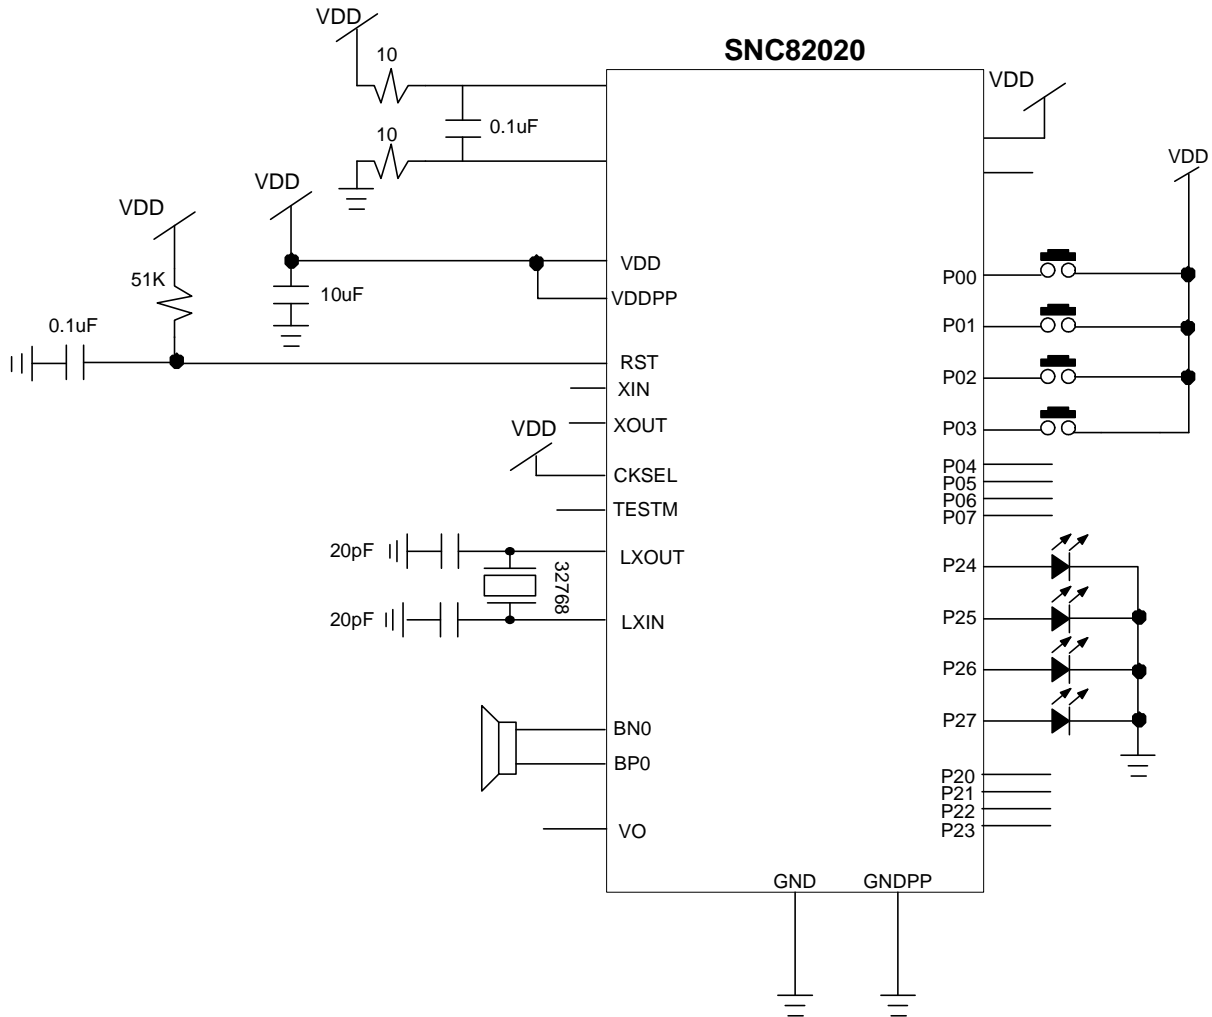 VDD
SNC82020
10
VDD
0.1uF
10
VDD
VDD
VDD
51K
10uF
0.1uF
VDD
VDDPP
RST
XIN
XOUT
VDD
CKSEL
TESTM
20pF
LXOUT
32768
20pF
LXIN
BN0
BP0
VO
P00
P01
P02
P03
P04
P05
P06
P07
P24
P25
P26
P27
P20
P21
P22
P23
GND
GNDPP